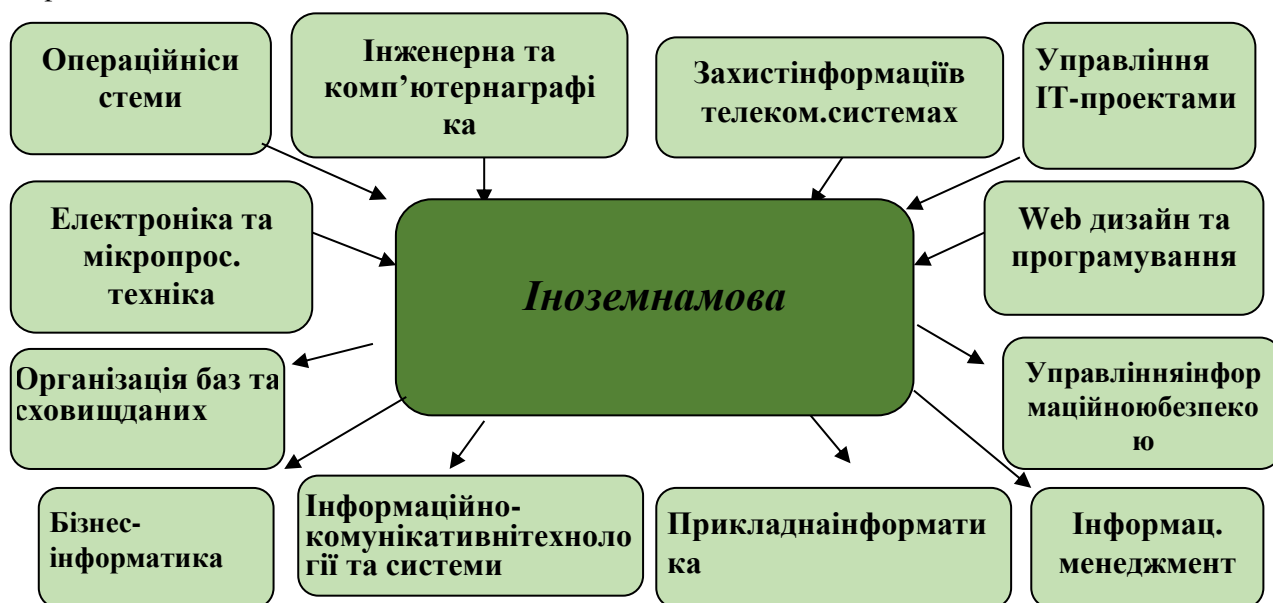 Операційніси
стеми
Інженерна та
комп’ютернаграфі
ка
Захистінформаціїв
телеком.системах
Управління
ІТ-проектами
Електроніка та
мікропрос.
техніка
Іноземнамова
Web дизайн та
програмування
Організація баз та
сховищданих
Управлінняінфор
маційноюбезпеко
ю
Бізнес-
інформатика
Інформаційно-
комунікативнітехноло
гії та системи
Прикладнаінформати
ка
Інформац.
менеджмент